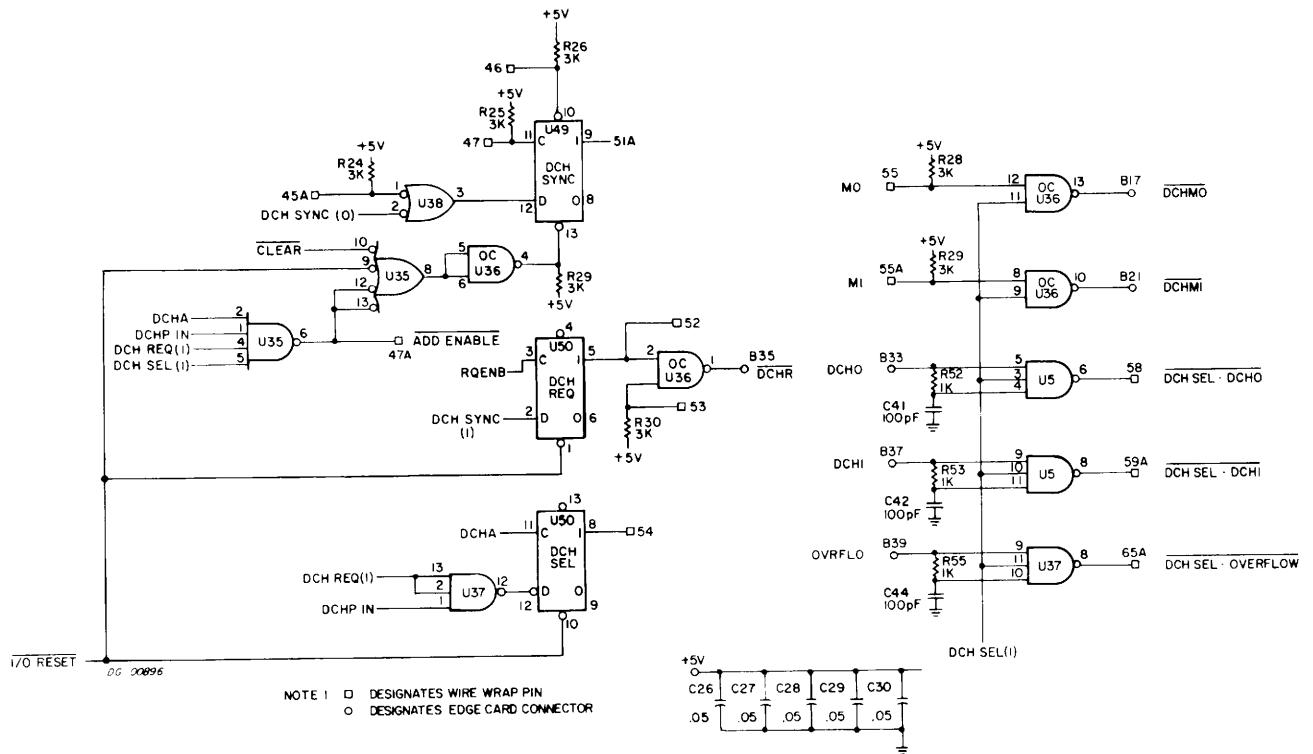 +5V
R26
3K
46
+5V
R25
3K
10
U49
47
11
C
I
9
51A
DCH
SYNC
+5V
R24
3K
45A
1
2
U38
3
DCH SYNC (0)
12
D
O
8
13
CLEAR
10
9
12
13
U35
8
5
6
OC
U36
4
R29
3K
+5V
DCHA
2
DCHP IN
1
DCH REQ(1)
4
DCH SEL(1)
5
U35
6
47A
ADD ENABLE
4
U50
3
C
I
5
RQENB
DCH
REQ
52
2
OC
U36
1
B35
DCHR
53
R30
3K
+5V
DCH SYNC
(1)
2
D
O
6
1
13
U50
DCHA
11
C
I
8
54
DCH
SEL
DCH REQ(1)
13
2
DCHP IN
1
U37
12
12
D
O
9
10
I/O RESET
DG 00896
NOTE 1 □ DESIGNATES WIRE WRAP PIN
○ DESIGNATES EDGE CARD CONNECTOR
+5V
R28
3K
MO
55
12
11
OC
U36
13
B17
DCHMO
+5V
R29
3K
MI
55A
8
9
OC
U36
10
B21
DCHMI
DCHO
B33
5
3
4
R52
1K
C41
100pF
U5
6
58
DCH SEL · DCHO
DCHI
B37
9
10
11
R53
1K
C42
100pF
U5
8
59A
DCH SEL · DCHI
OVRFLO
B39
9
11
10
R55
1K
C44
100pF
U37
8
65A
DCH SEL · OVERFLOW
DCH SEL(1)
+5V
C26 C27 C28 C29 C30
.05 .05 .05 .05 .05